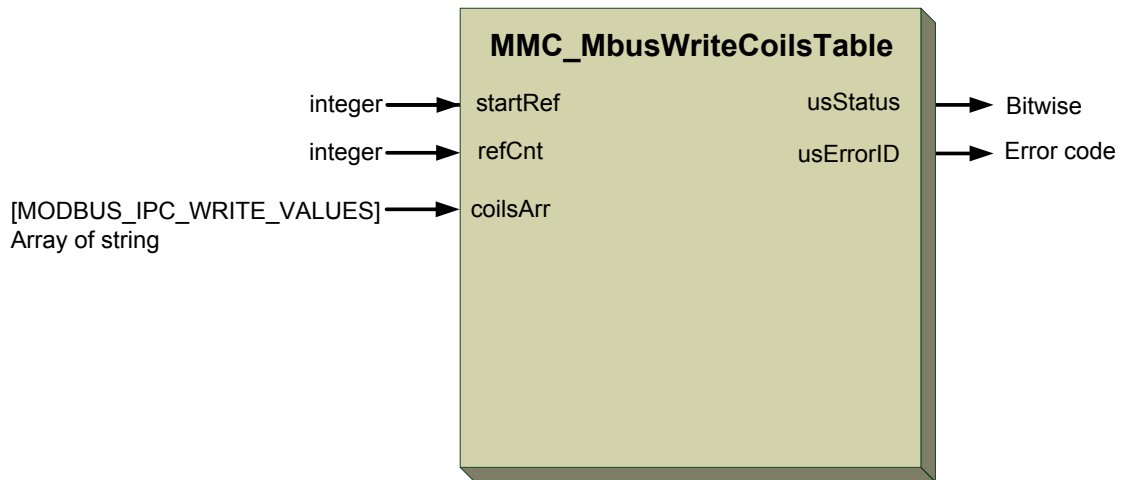 MMC_MbusWriteCoilsTable
integer startRef usStatus Bitwise
integer refCnt usErrorID Error code
[MODBUS_IPC_WRITE_VALUES] coilsArr
Array of string